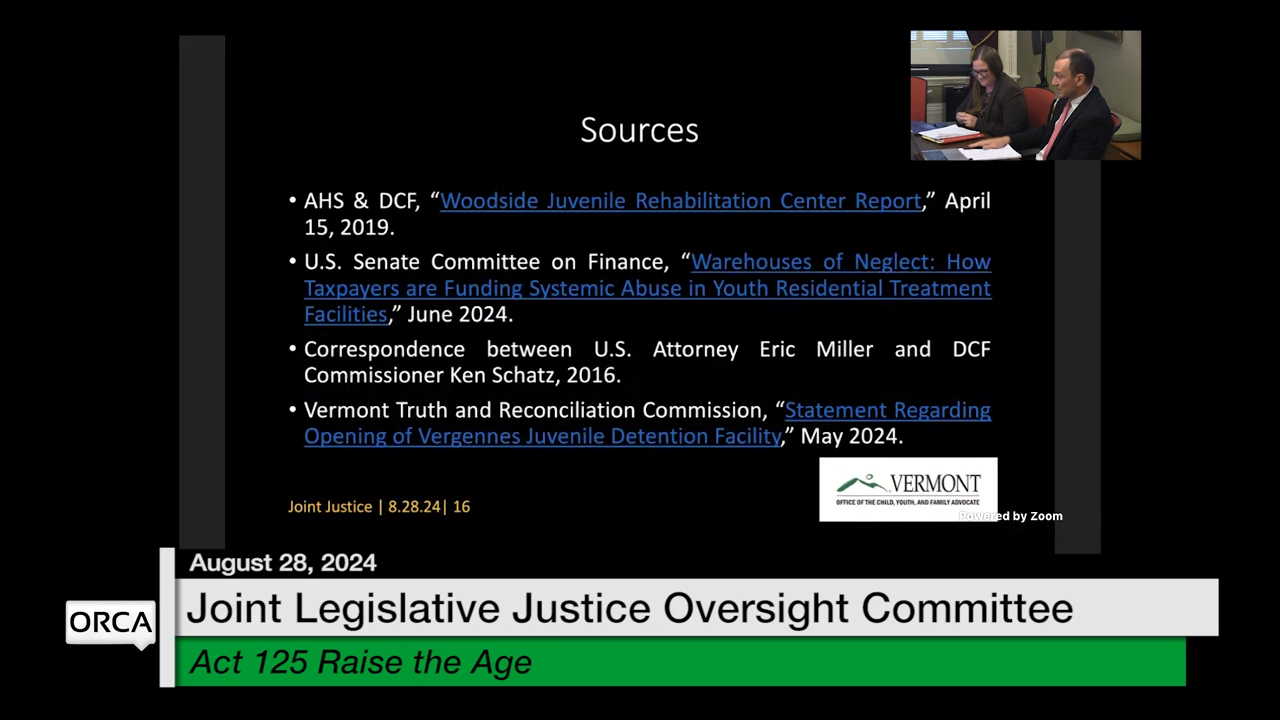 Sources
• AHS & DCF, “Woodside Juvenile Rehabilitation Center Report,” April
15, 2019.
• U.S. Senate Committee on Finance, “Warehouses of Neglect: How
Taxpayers are Funding Systemic Abuse in Youth Residential Treatment
Facilities,” June 2024.
• Correspondence between U.S. Attorney Eric Miller and DCF
Commissioner Ken Schatz, 2016.
• Vermont Truth and Reconciliation Commission, “Statement Regarding
Opening of Vergennes Juvenile Detention Facility,” May 2024.
Joint Justice | 8.28.24| 16
VERMONT
OFFICE OF THE CHILD, YOUTH, AND FAMILY ADVOCATE
Powered by Zoom
August 28, 2024
ORCA
Joint Legislative Justice Oversight Committee
Act 125 Raise the Age